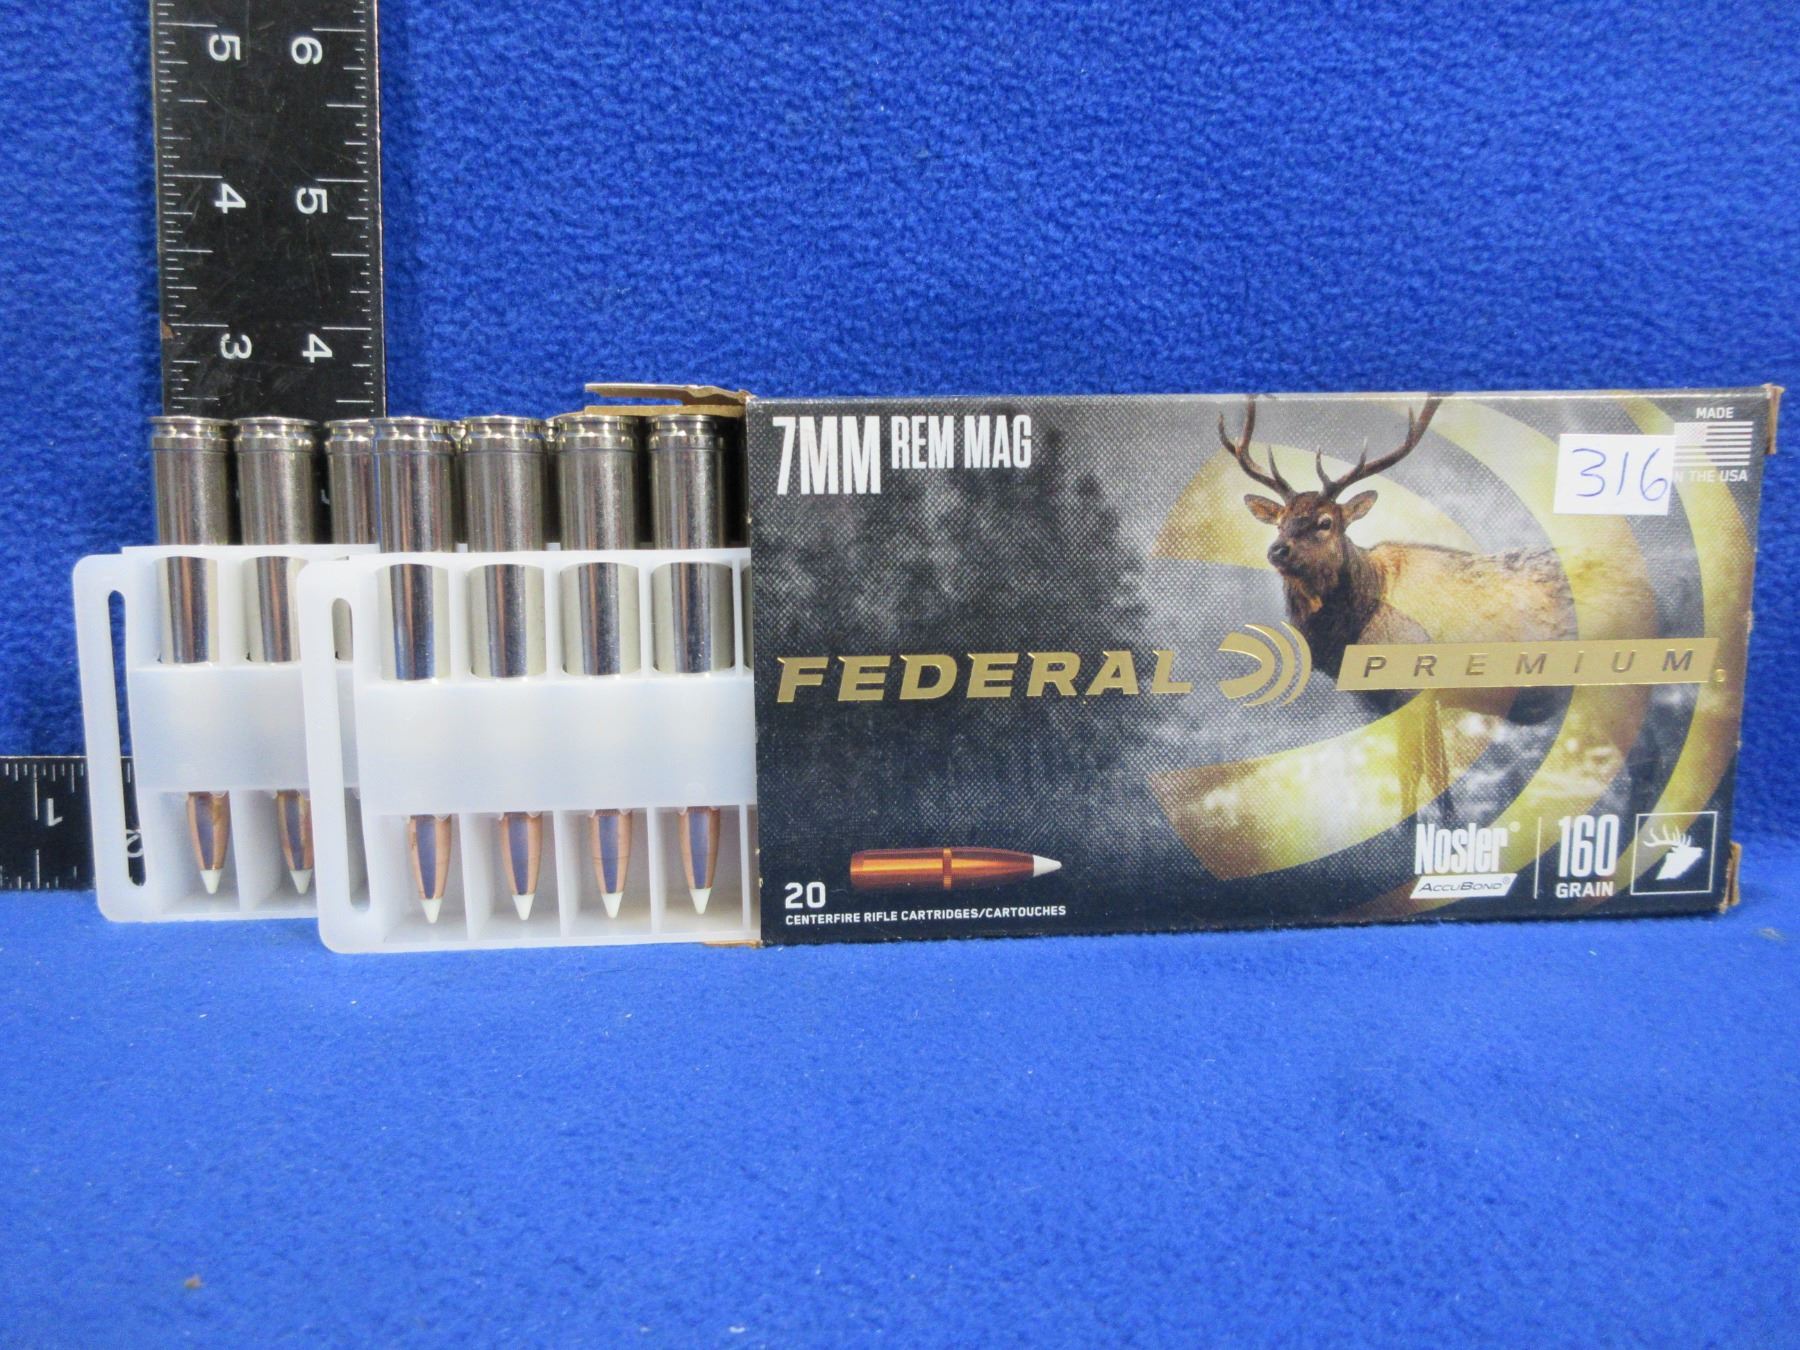 5 6
4 5
3 4
1
7MM REM MAG
MADE
316
N THE USA
FEDERAL PREMIUM
Nosler®
ACCUBOND®
160
GRAIN
20
CENTERFIRE RIFLE CARTRIDGES/CARTOUCHES